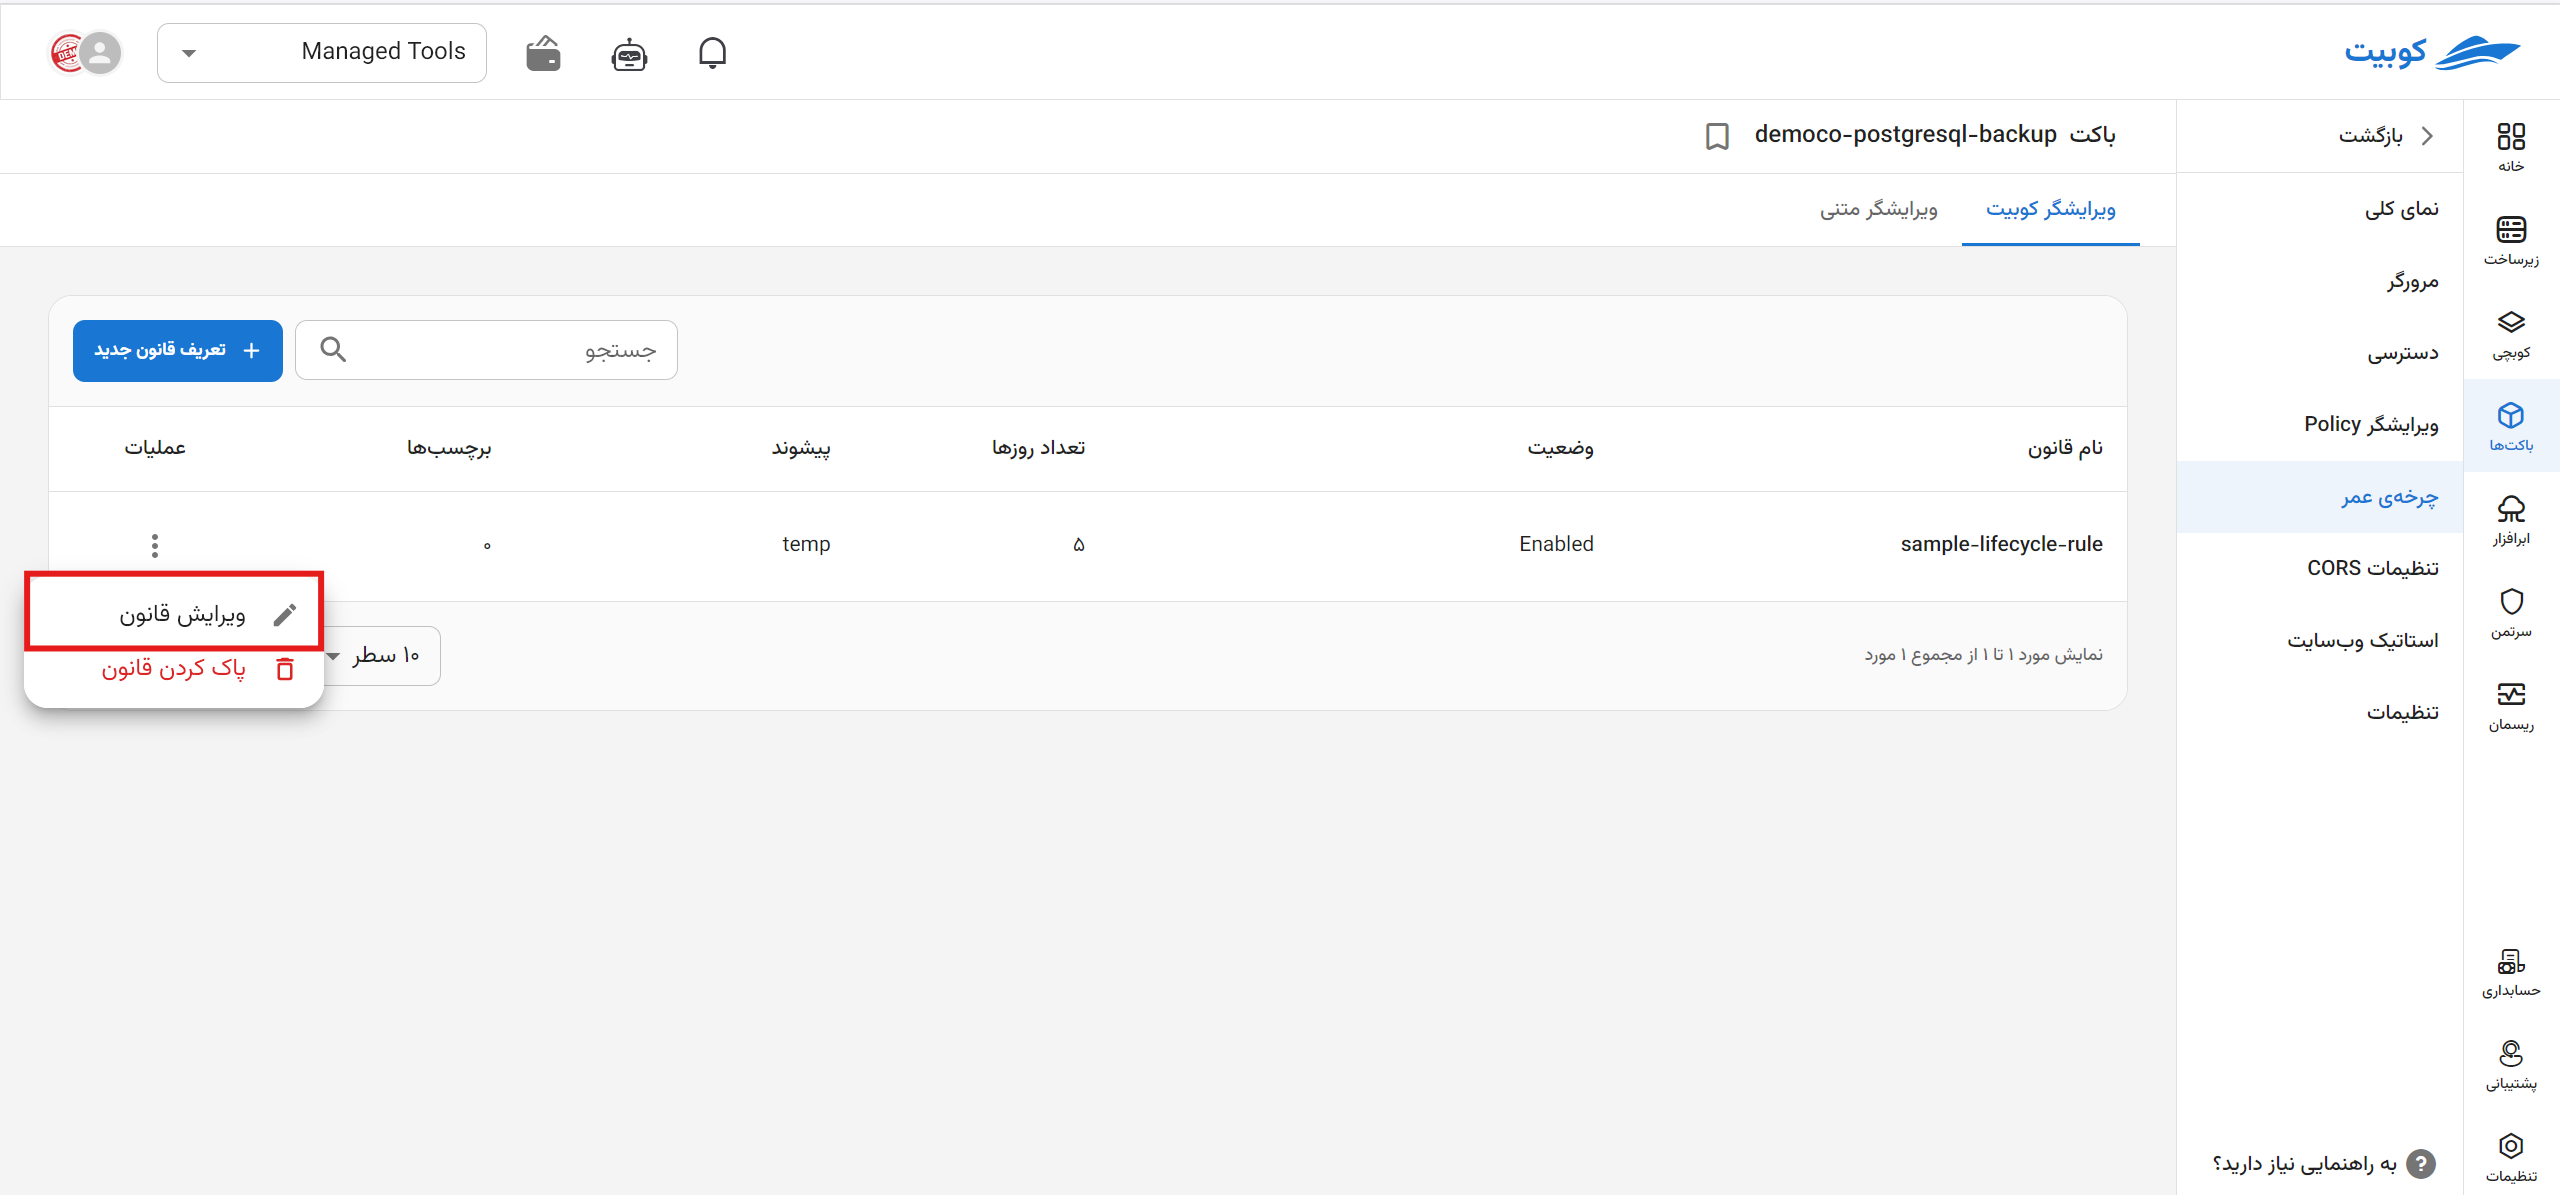 کوبیت
Managed Tools
DEMO
خانه
زیرساخت
کوبچی
باکت‌ها
ابرافزار
سرتمن
ریسمان
حسابداری
پشتیبانی
تنظیمات
بازگشت
نمای کلی
مرورگر
دسترسی
ویرایشگر Policy
چرخه‌ی عمر
تنظیمات CORS
استاتیک وب‌سایت
تنظیمات
به راهنمایی نیاز دارید؟
باکت democo-postgresql-backup
ویرایشگر کوبیت ویرایشگر متنی
جستجو
+ تعریف قانون جدید
نام قانون وضعیت تعداد روزها پیشوند برچسب‌ها عملیات
sample-lifecycle-rule Enabled ۵ temp ۰
نمایش مورد ۱ تا ۱ از مجموع ۱ مورد
۱۰ سطر
ویرایش قانون
پاک کردن قانون